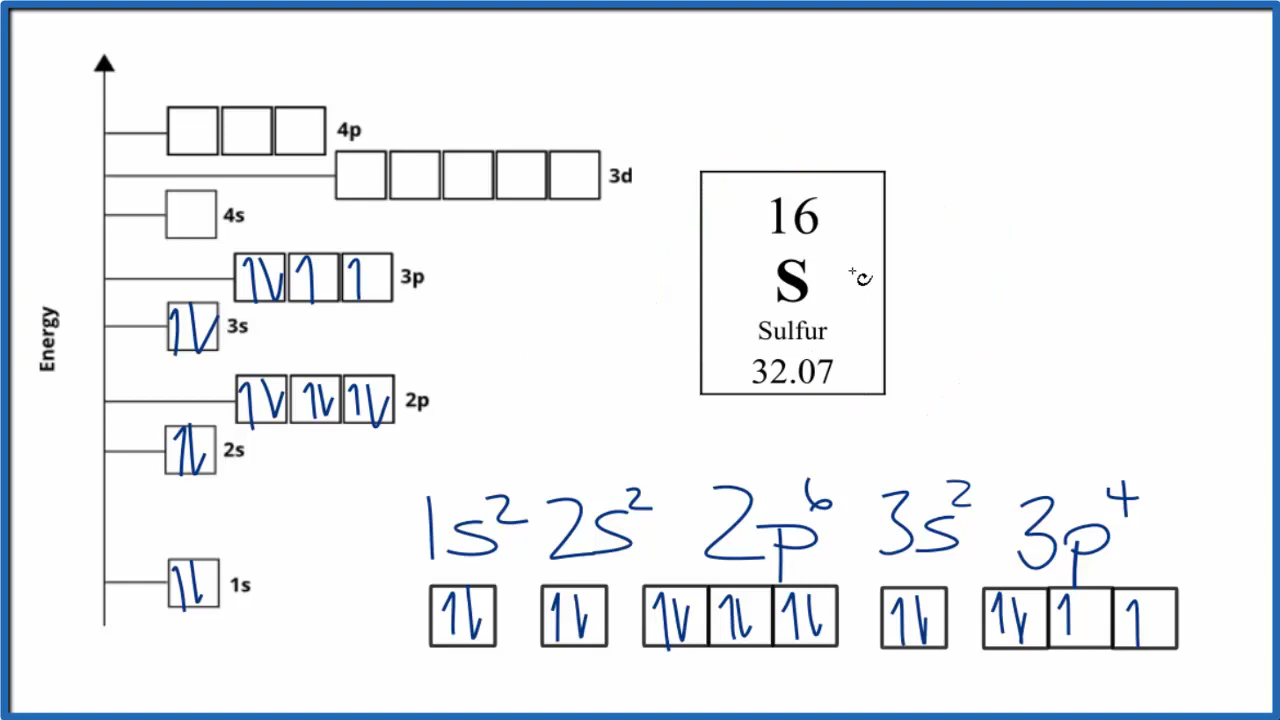 4p
3d
4s
3p
3s
2p
2s
1s
Energy
16
S
Sulfur
32.07
1s² 2s² 2p⁶ 3s² 3p⁴